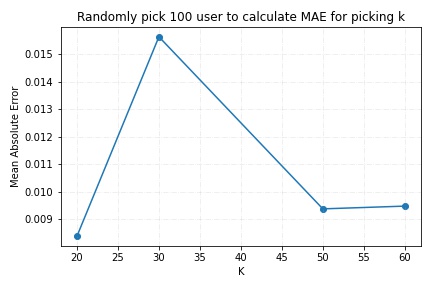 Randomly pick 100 user to calculate MAE for picking k
Mean Absolute Error
0.015
0.014
0.013
0.012
0.011
0.010
0.009
20 25 30 35 40 45 50 55 60
K